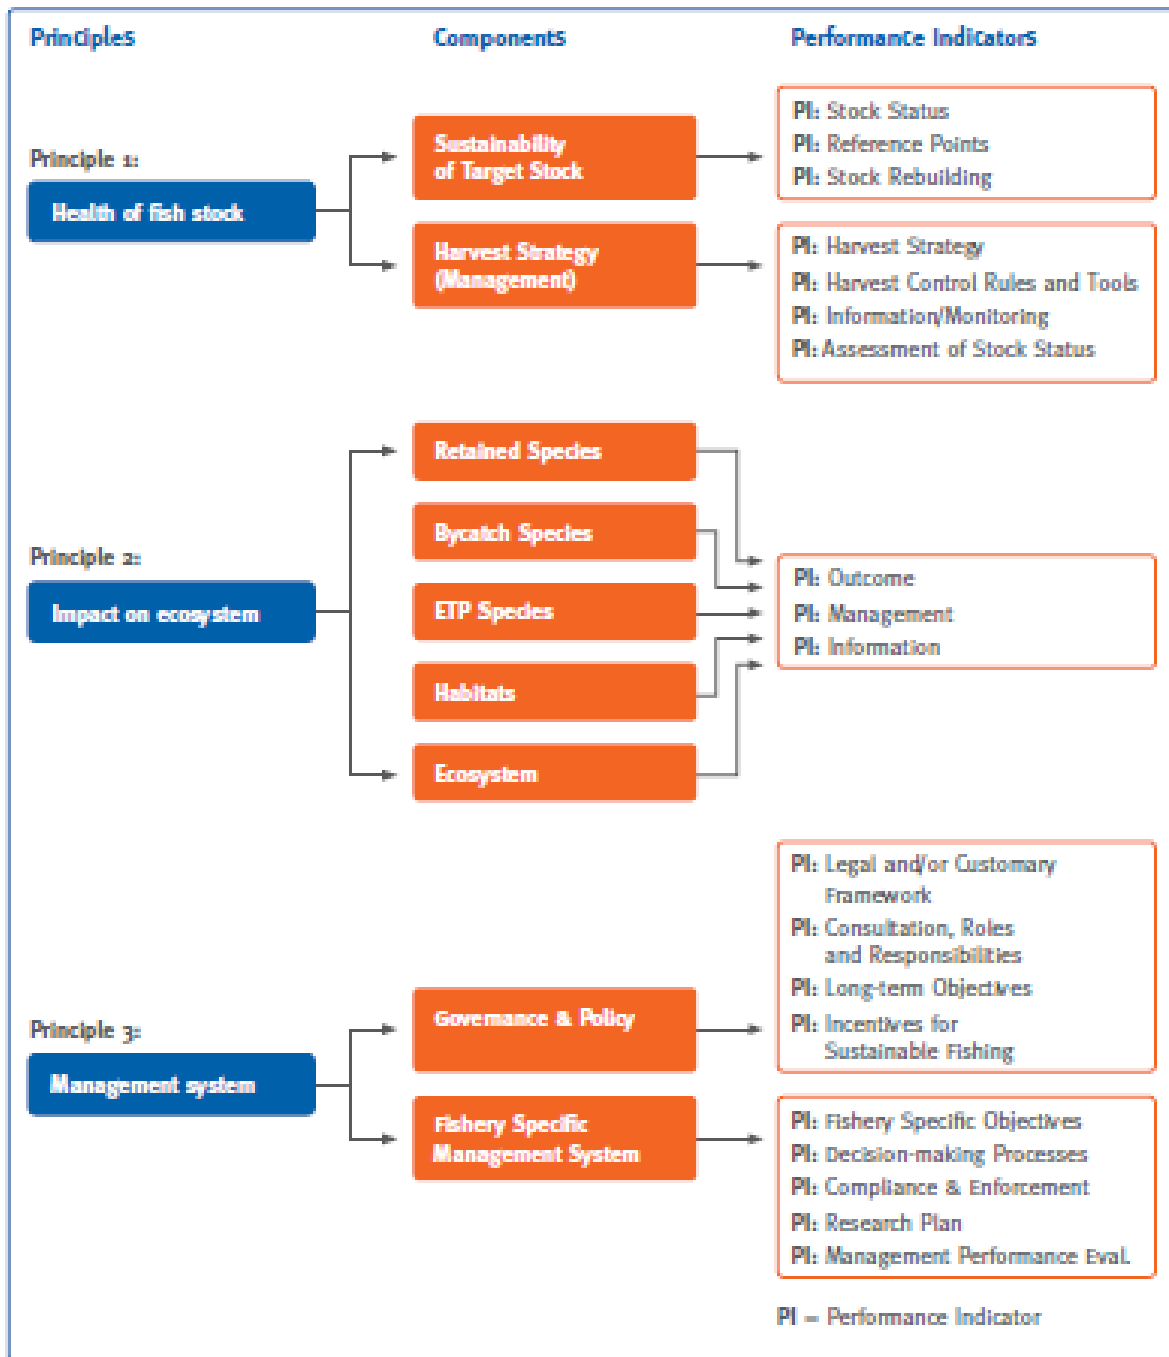 Principles
Components
Performance Indicators
Principle 1:
Health of fish stock
Sustainability
of Target Stock
PI: Stock Status
PI: Reference Points
PI: Stock Rebuilding
Harvest Strategy
(Management)
PI: Harvest Strategy
PI: Harvest Control Rules and Tools
PI: Information/Monitoring
PI: Assessment of Stock Status
Principle 2:
Impact on ecosystem
Retained Species
Bycatch Species
ETP Species
Habitats
Ecosystem
PI: Outcome
PI: Management
PI: Information
Principle 3:
Management system
Governance & Policy
PI: Legal and/or Customary
Framework
PI: Consultation, Roles
and Responsibilities
PI: Long-term Objectives
PI: Incentives for
Sustainable Fishing
Fishery Specific
Management System
PI: Fishery Specific Objectives
PI: Decision-making Processes
PI: Compliance & Enforcement
PI: Research Plan
PI: Management Performance Eval.
PI – Performance Indicator